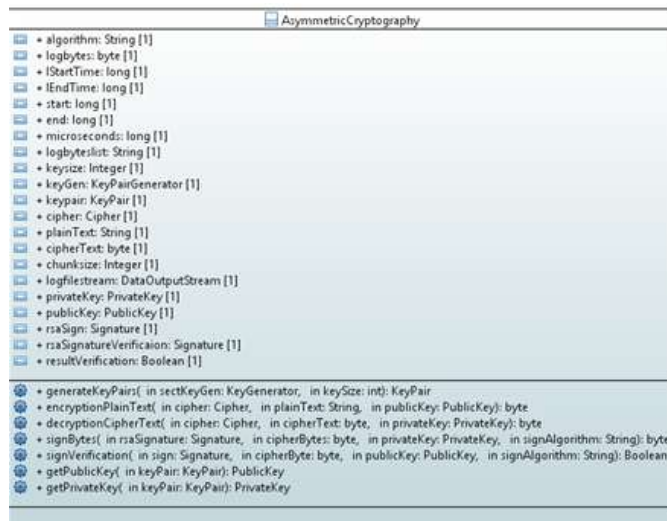 AsymmetricCryptography
+ algorithm: String [1]
+ logbytes: byte [1]
+ lStartTime: long [1]
+ lEndTime: long [1]
+ start: long [1]
+ end: long [1]
+ microseconds: long [1]
+ logbyteslist: String [1]
+ keysize: Integer [1]
+ keyGen: KeyPairGenerator [1]
+ keypair: KeyPair [1]
+ cipher: Cipher [1]
+ plainText: String [1]
+ cipherText: byte [1]
+ chunksize: Integer [1]
+ logfilestream: DataOutputStream [1]
+ privateKey: PrivateKey [1]
+ publicKey: PublicKey [1]
+ rsaSign: Signature [1]
+ rsaSignatureVerificaion: Signature [1]
+ resultVerification: Boolean [1]
+ generateKeyPairs( in sectKeyGen: KeyGenerator, in keySize: int): KeyPair
+ encryptionPlainText( in cipher: Cipher, in plainText: String, in publicKey: PublicKey): byte
+ decryptionCipherText( in cipher: Cipher, in cipherText: byte, in privateKey: PrivateKey): byte
+ signBytes( in rsaSignature: Signature, in cipherBytes: byte, in privateKey: PrivateKey, in signAlgorithm: String): byte
+ signVerification( in sign: Signature, in cipherByte: byte, in publicKey: PublicKey, in signAlgorithm: String): Boolean
+ getPublicKey( in keyPair: KeyPair): PublicKey
+ getPrivateKey( in keyPair: KeyPair): PrivateKey